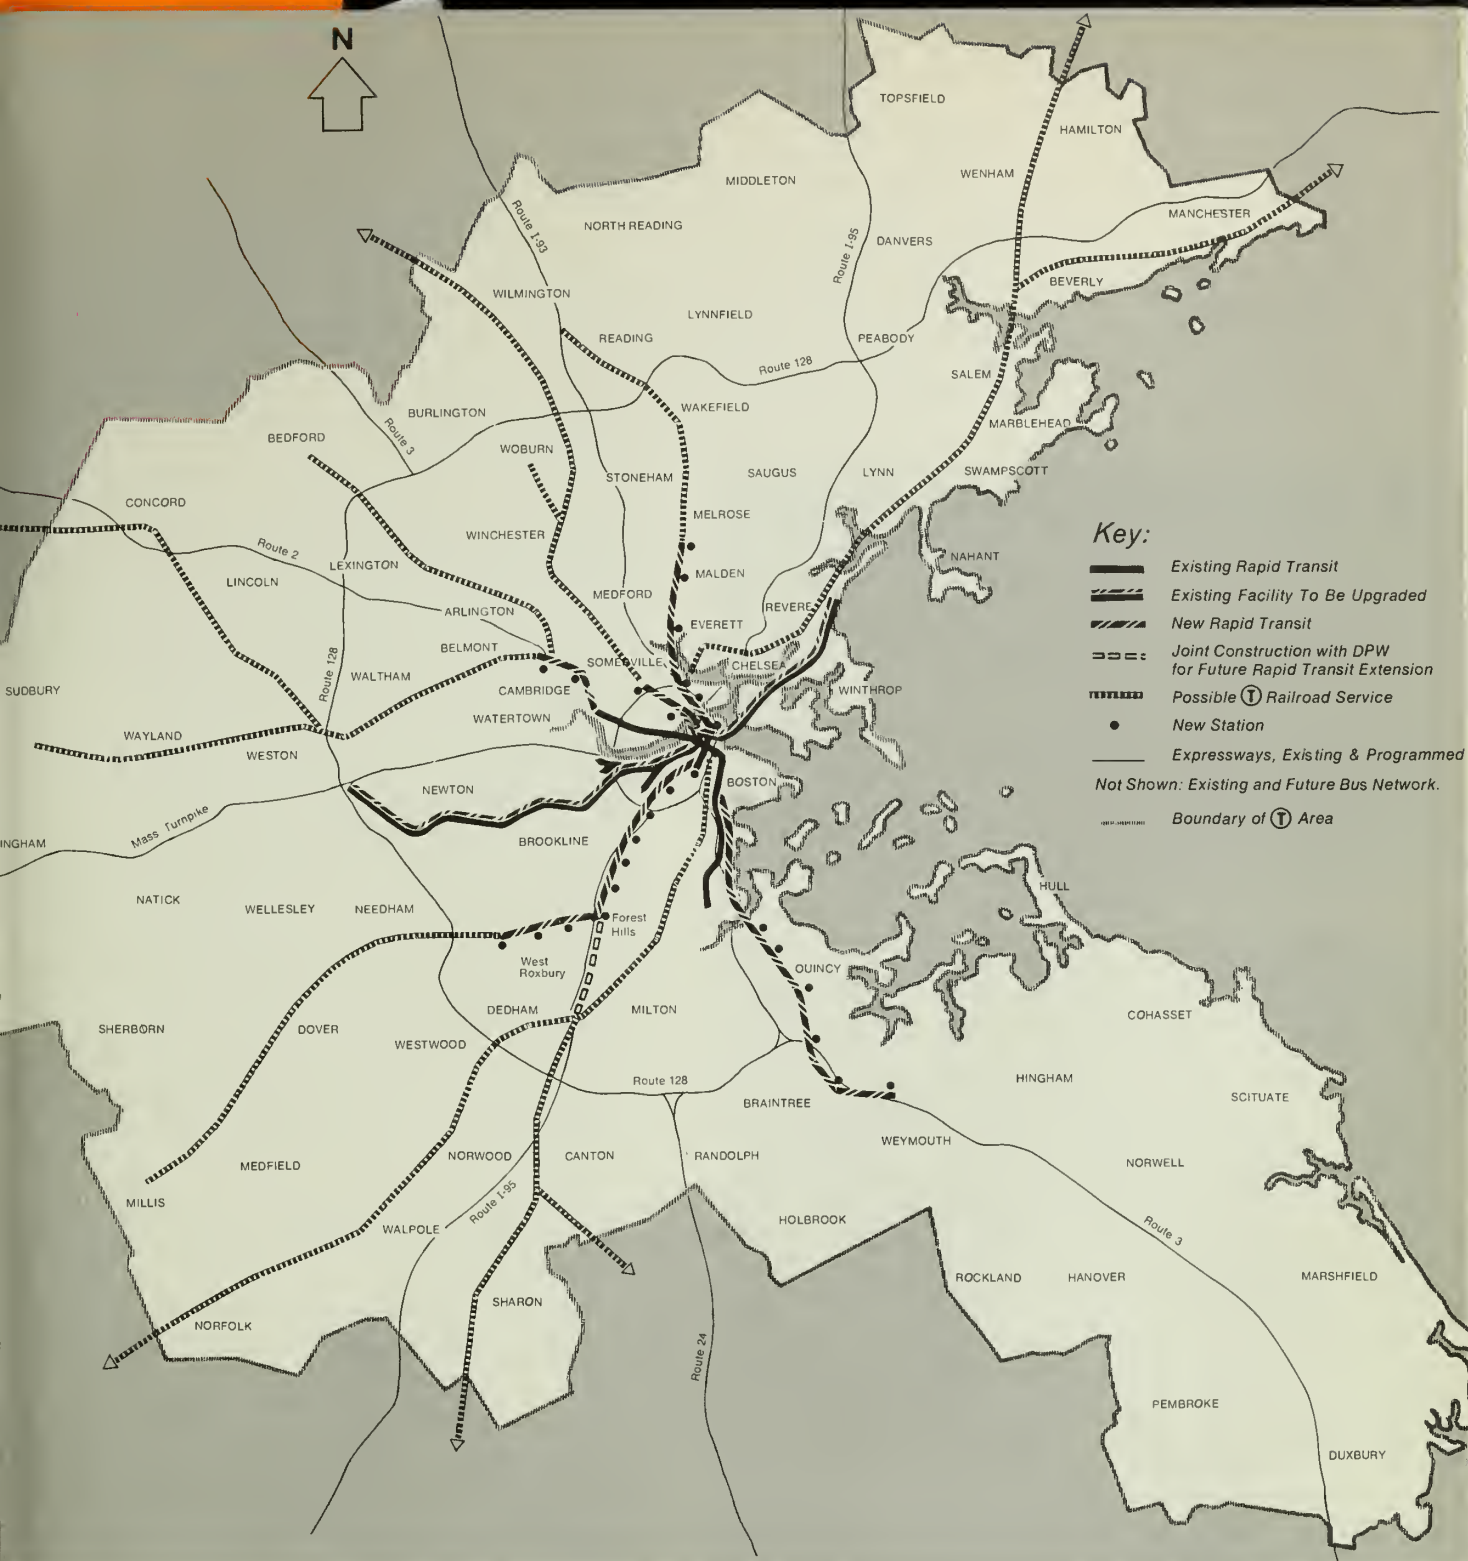 N
TOPSFIELD
HAMILTON
MIDDLETON
WENHAM
MANCHESTER
Route I-93
NORTH READING
Route I-95
DANVERS
BEVERLY
WILMINGTON
LYNNFIELD
READING
PEABODY
Route 128
SALEM
BURLINGTON
WAKEFIELD
MARBLEHEAD
BEDFORD
Route 3
WOBURN
STONEHAM
SAUGUS
LYNN
SWAMPSCOTT
CONCORD
MELROSE
Route 2
WINCHESTER
NAHANT
LEXINGTON
LINCOLN
MALDEN
MEDFORD
REVERE
ARLINGTON
EVERETT
BELMONT
SOMERVILLE
CHELSEA
Route 128
WALTHAM
SUDBURY
CAMBRIDGE
WINTHROP
WATERTOWN
WAYLAND
WESTON
BOSTON
NEWTON
Mass Turnpike
INGHAM
BROOKLINE
HULL
NATICK
WELLESLEY
NEEDHAM
Forest
Hills
West
Roxbury
QUINCY
DEDHAM
MILTON
COHASSET
SHERBORN
DOVER
WESTWOOD
Route 128
HINGHAM
BRAINTREE
SCITUATE
WEYMOUTH
NORWOOD
CANTON
RANDOLPH
NORWELL
MEDFIELD
MILLIS
Route I-95
WALPOLE
HOLBROOK
Route 3
ROCKLAND
HANOVER
MARSHFIELD
SHARON
NORFOLK
Route 24
PEMBROKE
DUXBURY
Key:
Existing Rapid Transit
Existing Facility To Be Upgraded
New Rapid Transit
Joint Construction with DPW
for Future Rapid Transit Extension
Possible T Railroad Service
New Station
Expressways, Existing & Programmed
Not Shown: Existing and Future Bus Network.
Boundary of T Area